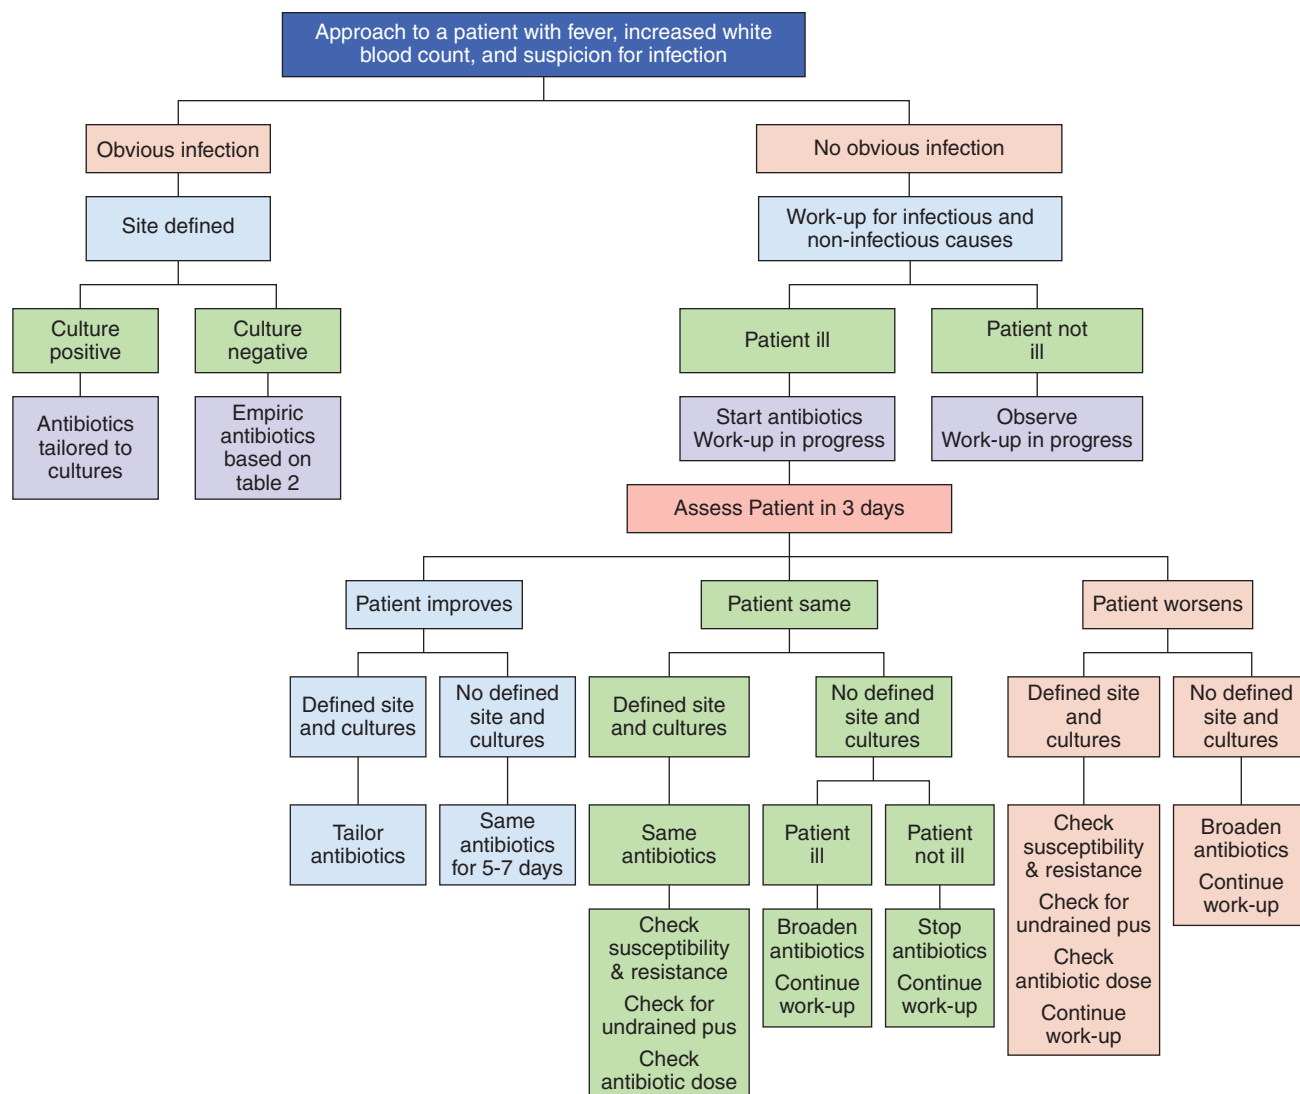 Approach to a patient with fever, increased white
blood count, and suspicion for infection
Obvious infection
No obvious infection
Site defined
Work-up for infectious and
non-infectious causes
Culture
positive
Culture
negative
Patient ill
Patient not
ill
Antibiotics
tailored to
cultures
Empiric
antibiotics
based on
table 2
Start antibiotics
Work-up in progress
Observe
Work-up in progress
Assess Patient in 3 days
Patient improves
Patient same
Patient worsens
Defined site
and cultures
No defined
site and
cultures
Defined site
and cultures
No defined
site and
cultures
Defined site
and
cultures
No defined
site and
cultures
Tailor
antibiotics
Same
antibiotics
for 5-7 days
Same
antibiotics
Patient
ill
Patient
not ill
Check
susceptibility
& resistance
Check for
undrained pus
Check
antibiotic dose
Continue
work-up
Broaden
antibiotics
Continue
work-up
Check
susceptibility
& resistance
Check for
undrained pus
Check
antibiotic dose
Broaden
antibiotics
Continue
work-up
Stop
antibiotics
Continue
work-up